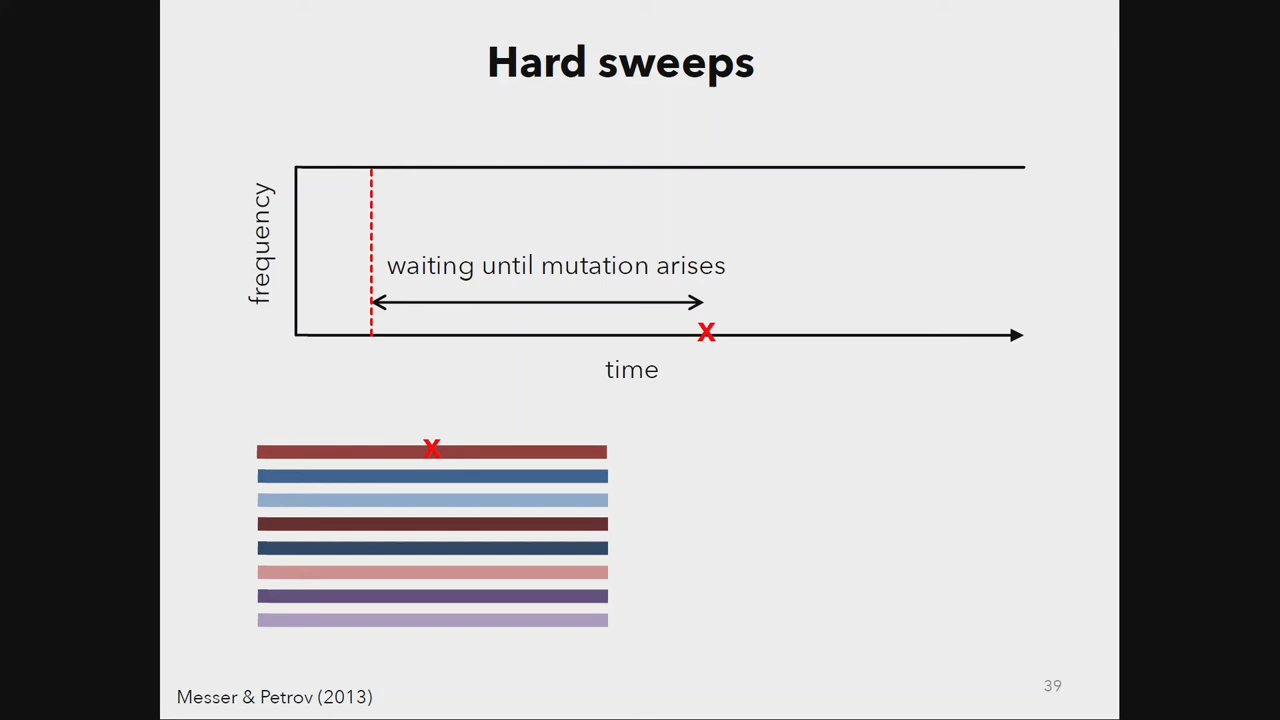 Hard sweeps
frequency
waiting until mutation arises
x
time
x
Messer & Petrov (2013)
39